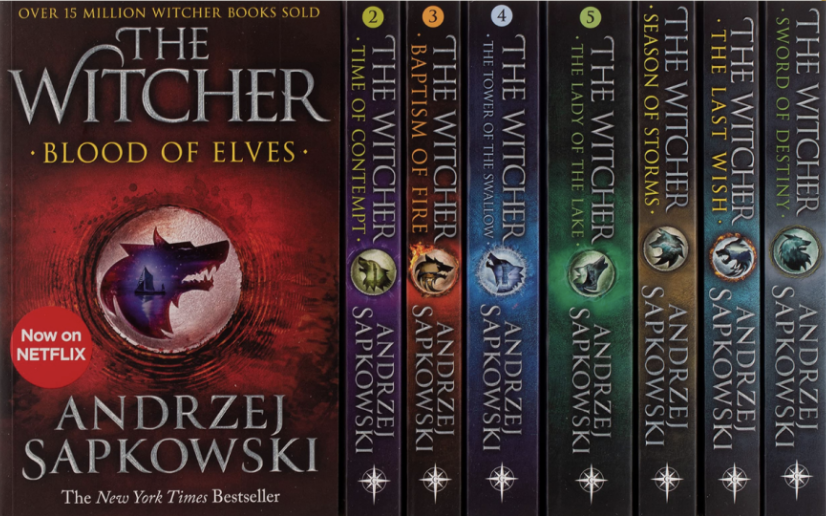 OVER 15 MILLION WITCHER BOOKS SOLD
THE
WITCHER
·BLOOD OF ELVES·
Now on
NETFLIX
ANDRZEJ
SAPKOWSKI
The New York Times Bestseller
2
THE WITCHER
·TIME OF CONTEMPT·
ANDRZEJ
SAPKOWSKI
3
THE WITCHER
·BAPTISM OF FIRE·
ANDRZEJ
SAPKOWSKI
4
THE WITCHER
·THE TOWER OF THE SWALLOW·
ANDRZEJ
SAPKOWSKI
5
THE WITCHER
·THE LADY OF THE LAKE·
ANDRZEJ
SAPKOWSKI
THE WITCHER
·SEASON OF STORMS·
ANDRZEJ
SAPKOWSKI
THE WITCHER
·THE LAST WISH·
ANDRZEJ
SAPKOWSKI
THE WITCHER
·SWORD OF DESTINY·
ANDRZEJ
SAPKOWSKI